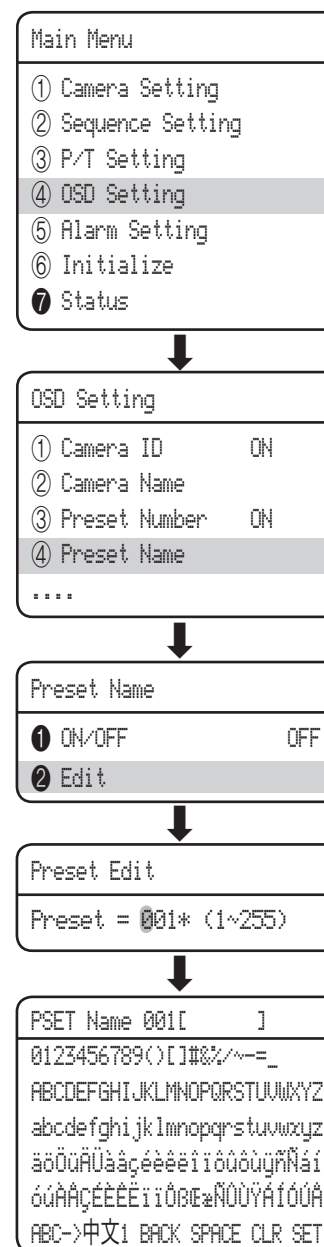 Main Menu
① Camera Setting
② Sequence Setting
③ P/T Setting
④ OSD Setting
⑤ Alarm Setting
⑥ Initialize
❼ Status
OSD Setting
① Camera ID ON
② Camera Name
③ Preset Number ON
④ Preset Name
....
Preset Name
❶ ON/OFF OFF
❷ Edit
Preset Edit
Preset = 001* (1~255)
PSET Name 001[ ]
0123456789()[]#&%/~-=_
ABCDEFGHIJKLMNOPQRSTUVWXYZ
abcdefghijklmnopqrstuvwxyz
äöÖüÄÜàâçéèêëîïôûöùÿñÑáí
óúÀÂÇÉÈÊËîïÔßŒæÑÛÙŸÁÍÓÚÂ
ABC->中文1 BACK SPACE CLR SET